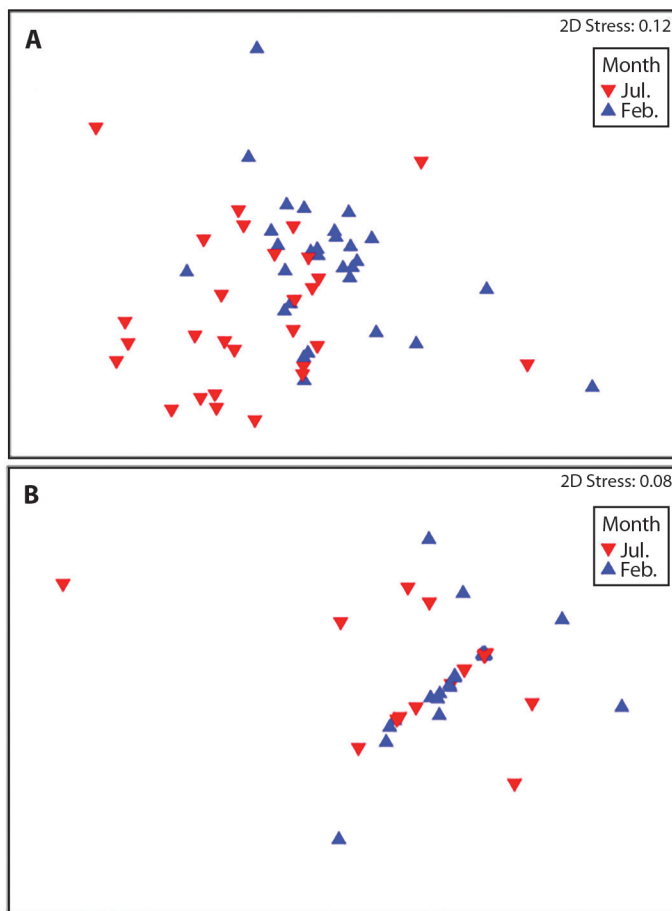 A
2D Stress: 0.12
Month
Jul.
Feb.
B
2D Stress: 0.08
Month
Jul.
Feb.